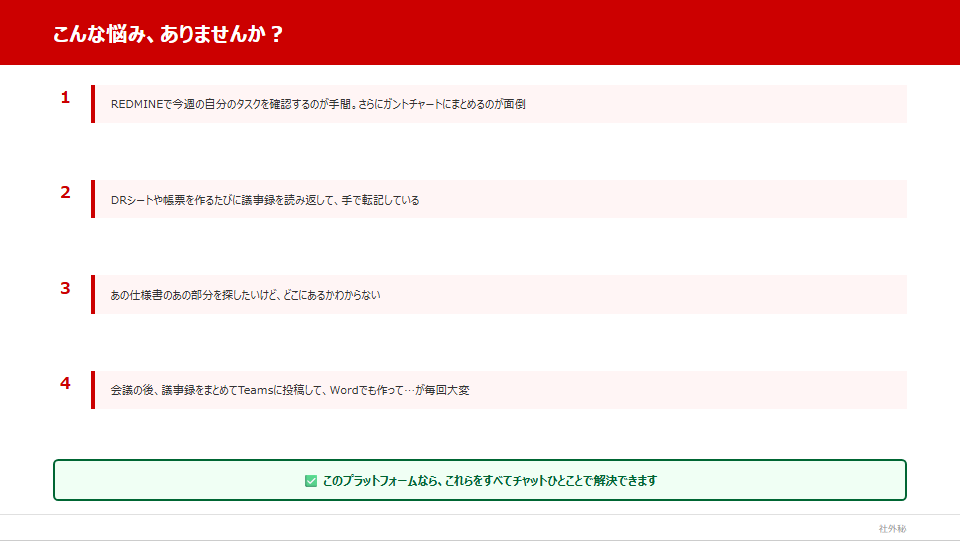 こんな悩み、ありませんか？
1
REDMINEで今週の自分のタスクを確認するのが手間。さらにガントチャートにまとめるのが面倒
2
DRシートや帳票を作るたびに議事録を読み返して、手で転記している
3
あの仕様書のあの部分を探したいけど、どこにあるかわからない
4
会議の後、議事録をまとめてTeamsに投稿して、Wordでも作って…が毎回大変
✅ このプラットフォームなら、これらをすべてチャットひとことで解決できます
社外秘